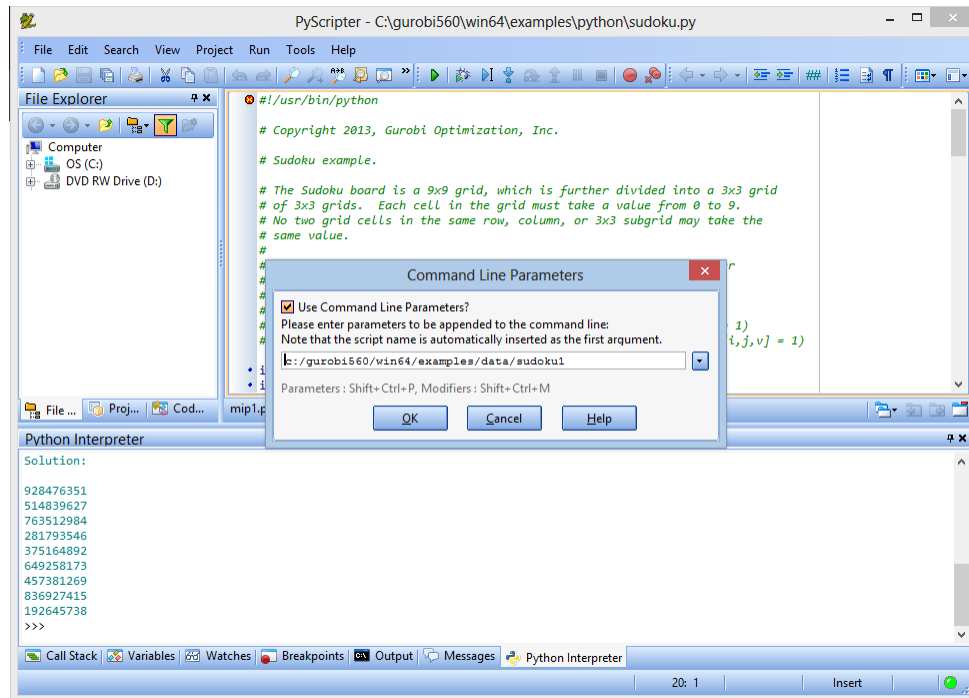 PyScripter - C:\gurobi560\win64\examples\python\sudoku.py
File Edit Search View Project Run Tools Help
File Explorer
Computer
OS (C:)
DVD RW Drive (D:)
#!/usr/bin/python
# Copyright 2013, Gurobi Optimization, Inc.
# Sudoku example.
# The Sudoku board is a 9x9 grid, which is further divided into a 3x3 grid
# of 3x3 grids.  Each cell in the grid must take a value from 0 to 9.
# No two grid cells in the same row, column, or 3x3 subgrid may take the
# same value.
#
# r
#
#
#
# = 1)
# i,j,v] = 1)
i
i
Command Line Parameters
Use Command Line Parameters?
Please enter parameters to be appended to the command line:
Note that the script name is automatically inserted as the first argument.
c:/gurobi560/win64/examples/data/sudoku1
Parameters : Shift+Ctrl+P, Modifiers : Shift+Ctrl+M
OK Cancel Help
File ... Proj... Cod... mip1.p
Python Interpreter
Solution:
928476351
514839627
763512984
281793546
375164892
649258173
457381269
836927415
192645738
>>>
Call Stack Variables Watches Breakpoints Output Messages Python Interpreter
20: 1 Insert